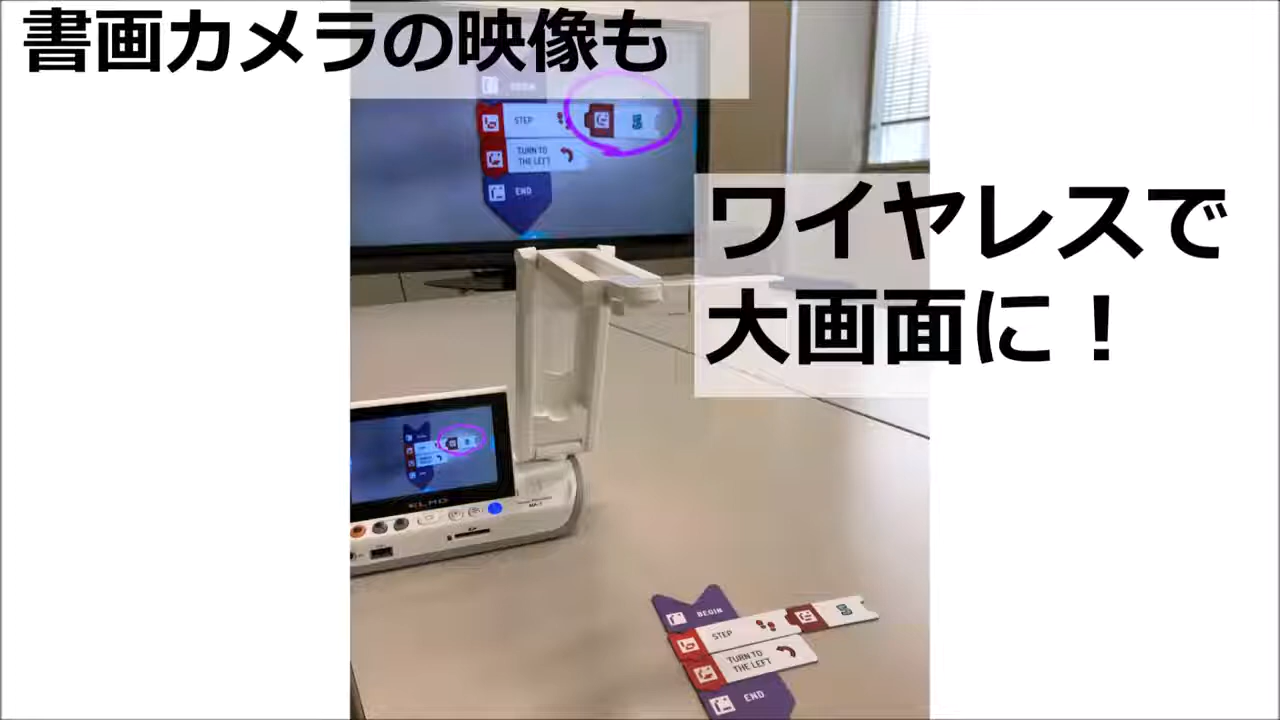 書画カメラの映像も
STEP
TURN TO
THE LEFT
END
ワイヤレスで
大画面に！
ELMO
BEGIN
STEP
TURN TO
THE LEFT
END